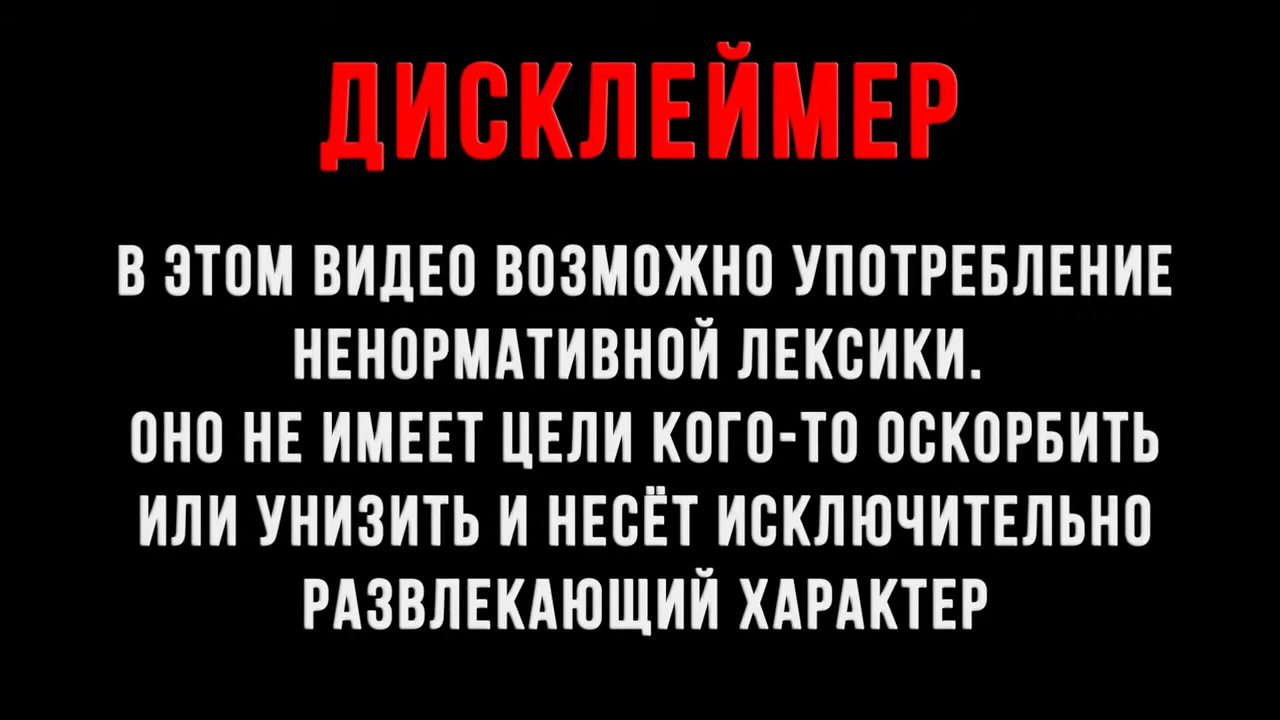 ДИСКЛЕЙМЕР
В ЭТОМ ВИДЕО ВОЗМОЖНО УПОТРЕБЛЕНИЕ
НЕНОРМАТИВНОЙ ЛЕКСИКИ.
ОНО НЕ ИМЕЕТ ЦЕЛИ КОГО-ТО ОСКОРБИТЬ
ИЛИ УНИЗИТЬ И НЕСЁТ ИСКЛЮЧИТЕЛЬНО
РАЗВЛЕКАЮЩИЙ ХАРАКТЕР